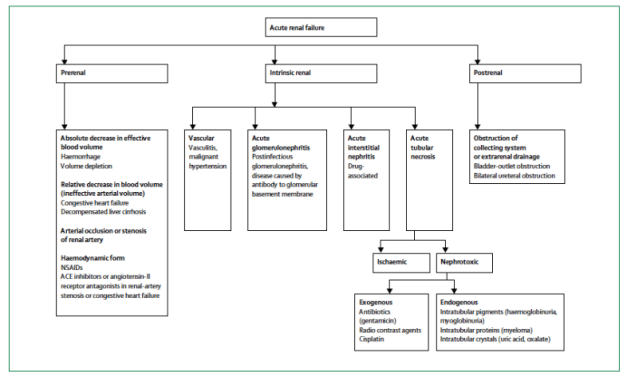 Acute renal failure
Prerenal
Intrinsic renal
Postrenal
Absolute decrease in effective
blood volume
Haemorrhage
Volume depletion
Relative decrease in blood volume
(ineffective arterial volume)
Congestive heart failure
Decompensated liver cirrhosis
Arterial occlusion or stenosis
of renal artery
Haemodynamic form
NSAIDs
ACE inhibitors or angiotensin-II
receptor antagonists in renal-artery
stenosis or congestive heart failure
Vascular
Vasculitis,
malignant
hypertension
Acute
glomerulonephritis
Postinfectious
glomerulonephritis,
disease caused by
antibody to glomerular
basement membrane
Acute
interstitial
nephritis
Drug-
associated
Acute
tubular
necrosis
Obstruction of
collecting system
or extrarenal drainage
Bladder-outlet obstruction
Bilateral ureteral obstruction
Ischaemic
Nephrotoxic
Exogenous
Antibiotics
(gentamicin)
Radio contrast agents
Cisplatin
Endogenous
Intratubular pigments (haemoglobinuria,
myoglobinuria)
Intratubular proteins (myeloma)
Intratubular crystals (uric acid, oxalate)